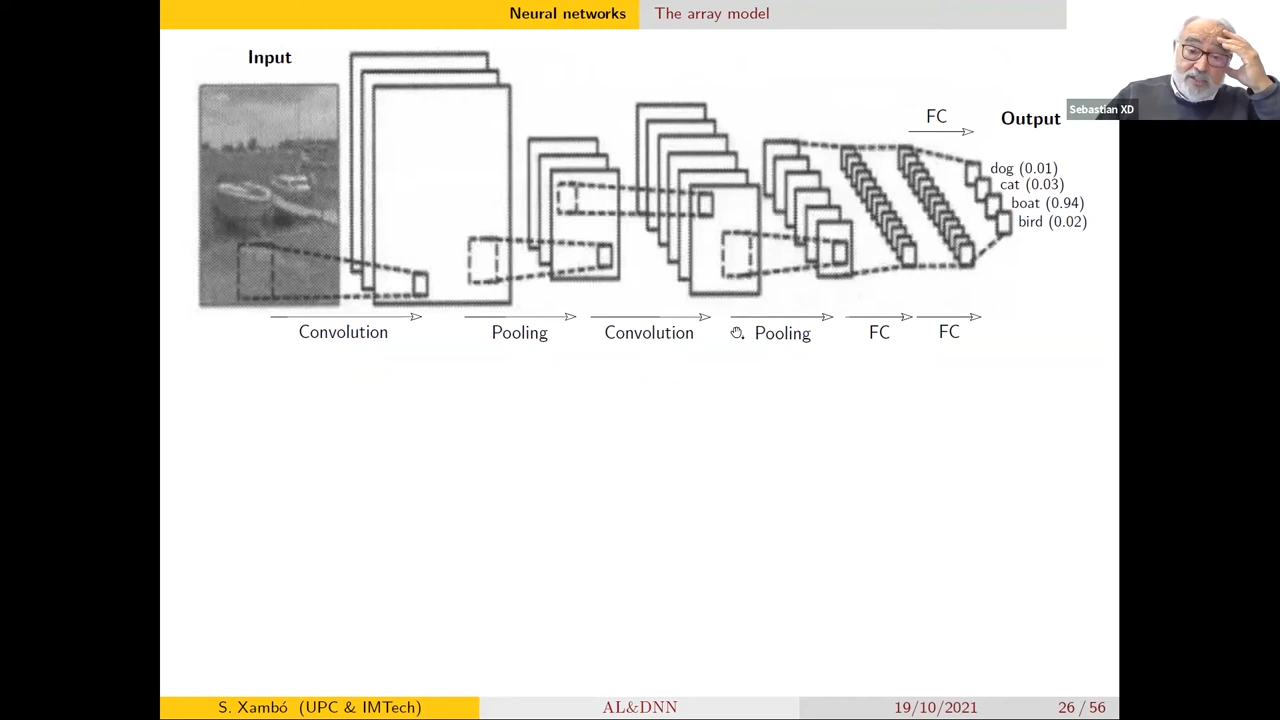 Neural networks The array model
Sebastian XD
Input
FC
Output
dog (0.01)
cat (0.03)
boat (0.94)
bird (0.02)
Convolution Pooling Convolution Pooling FC FC
S. Xambó (UPC & IMTech) AL&DNN 19/10/2021 26 / 56